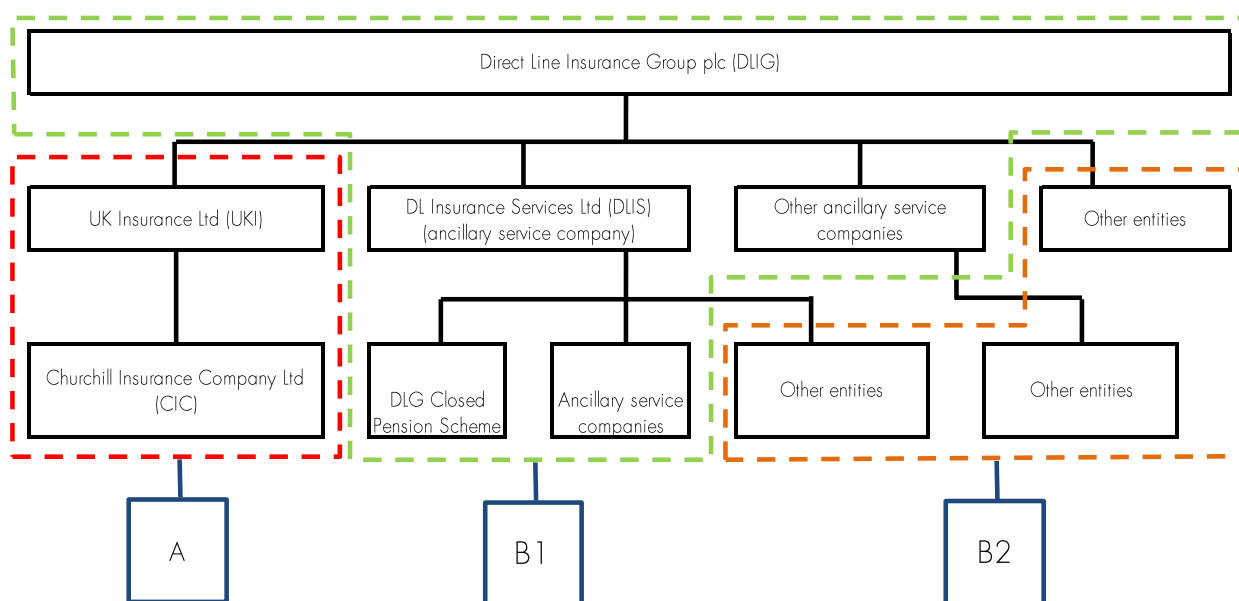 Direct Line Insurance Group plc (DLIG)
UK Insurance Ltd (UKI)
DL Insurance Services Ltd (DLIS)
(ancillary service company)
Other ancillary service
companies
Other entities
Churchill Insurance Company Ltd
(CIC)
DLG Closed
Pension Scheme
Ancillary service
companies
Other entities
Other entities
A
B1
B2